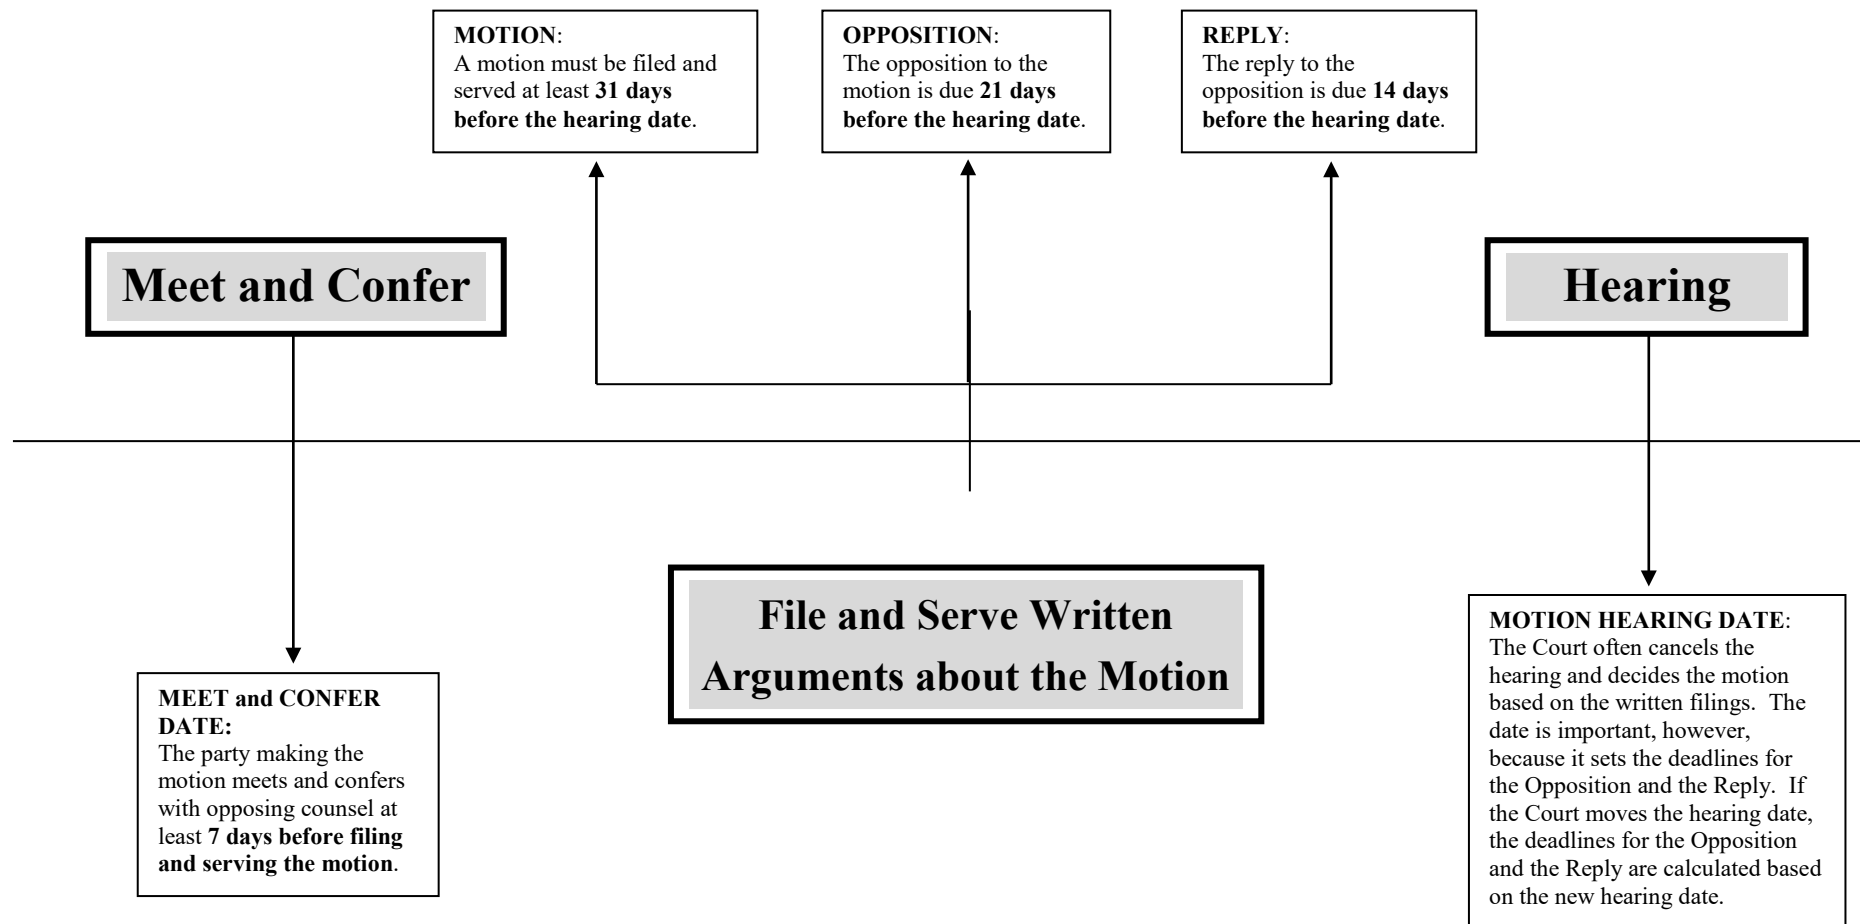 MOTION:
A motion must be filed and
served at least 31 days
before the hearing date.
OPPOSITION:
The opposition to the
motion is due 21 days
before the hearing date.
REPLY:
The reply to the
opposition is due 14 days
before the hearing date.
Meet and Confer
Hearing
File and Serve Written
Arguments about the Motion
MEET and CONFER
DATE:
The party making the
motion meets and confers
with opposing counsel at
least 7 days before filing
and serving the motion.
MOTION HEARING DATE:
The Court often cancels the
hearing and decides the motion
based on the written filings.  The
date is important, however,
because it sets the deadlines for
the Opposition and the Reply.  If
the Court moves the hearing date,
the deadlines for the Opposition
and the Reply are calculated based
on the new hearing date.